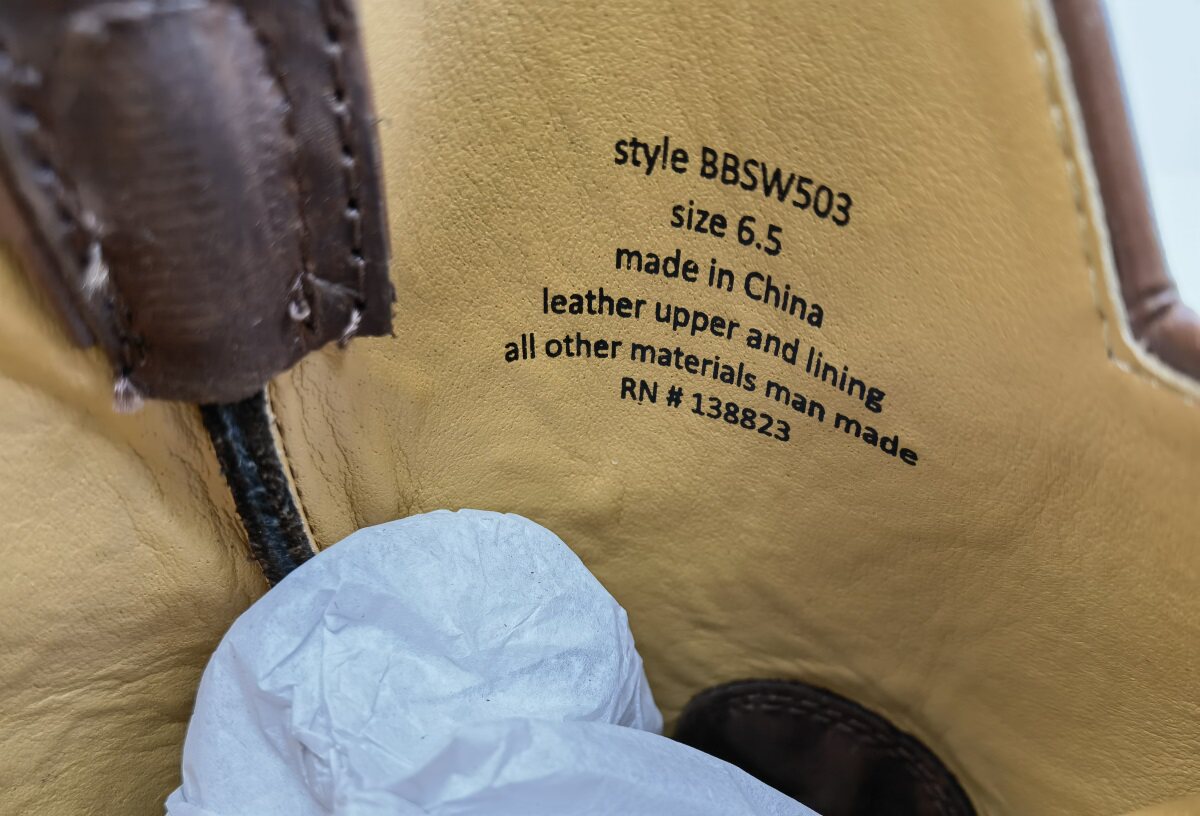 style BBSW503
size 6.5
made in China
leather upper and lining
all other materials man made
RN # 138823